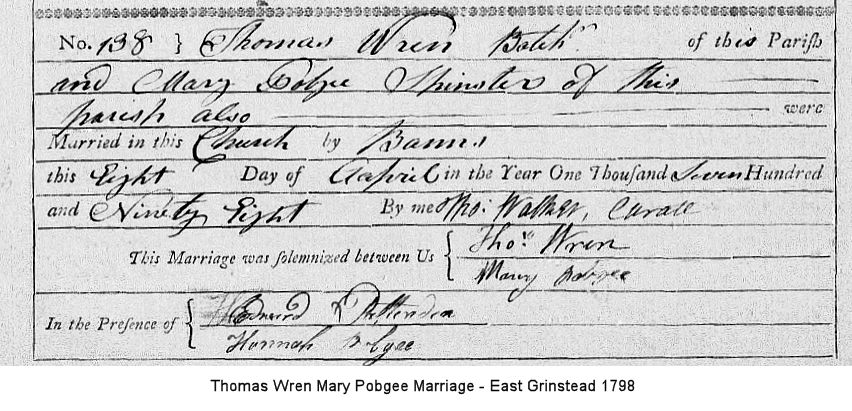 No. 138 } Thomas Wren Batchr. of this Pariſh
and Mary Pobge Spinster of this
parish also were
Married in this Church by Banns
this Eight Day of Aapril in the Year One Thouſand Seven Hundred
and Ninety Eight By me Tho: Walker, Curate
This Marriage was ſolemnized between Us { Thos. Wren
Mary Pobgee
In the Preſence of { Edward Pattenden
Hannah Pobgee
Thomas Wren Mary Pobgee Marriage - East Grinstead 1798